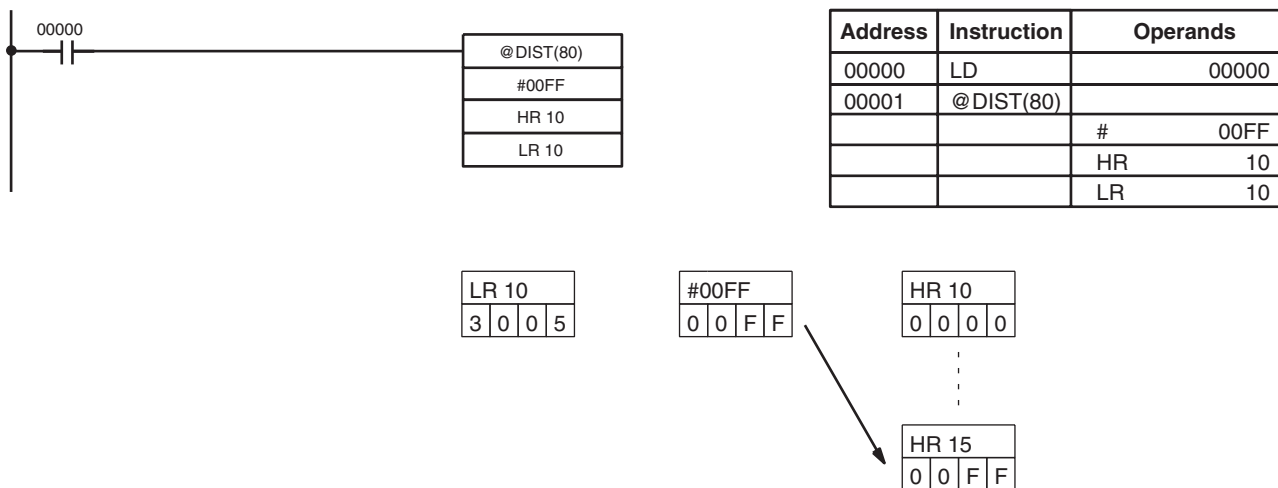 00000
@DIST(80)
#00FF
HR 10
LR 10
Address Instruction Operands
00000 LD 00000
00001 @DIST(80)
# 00FF
HR 10
LR 10
LR 10
3 0 0 5
#00FF
0 0 F F
HR 10
0 0 0 0
HR 15
0 0 F F